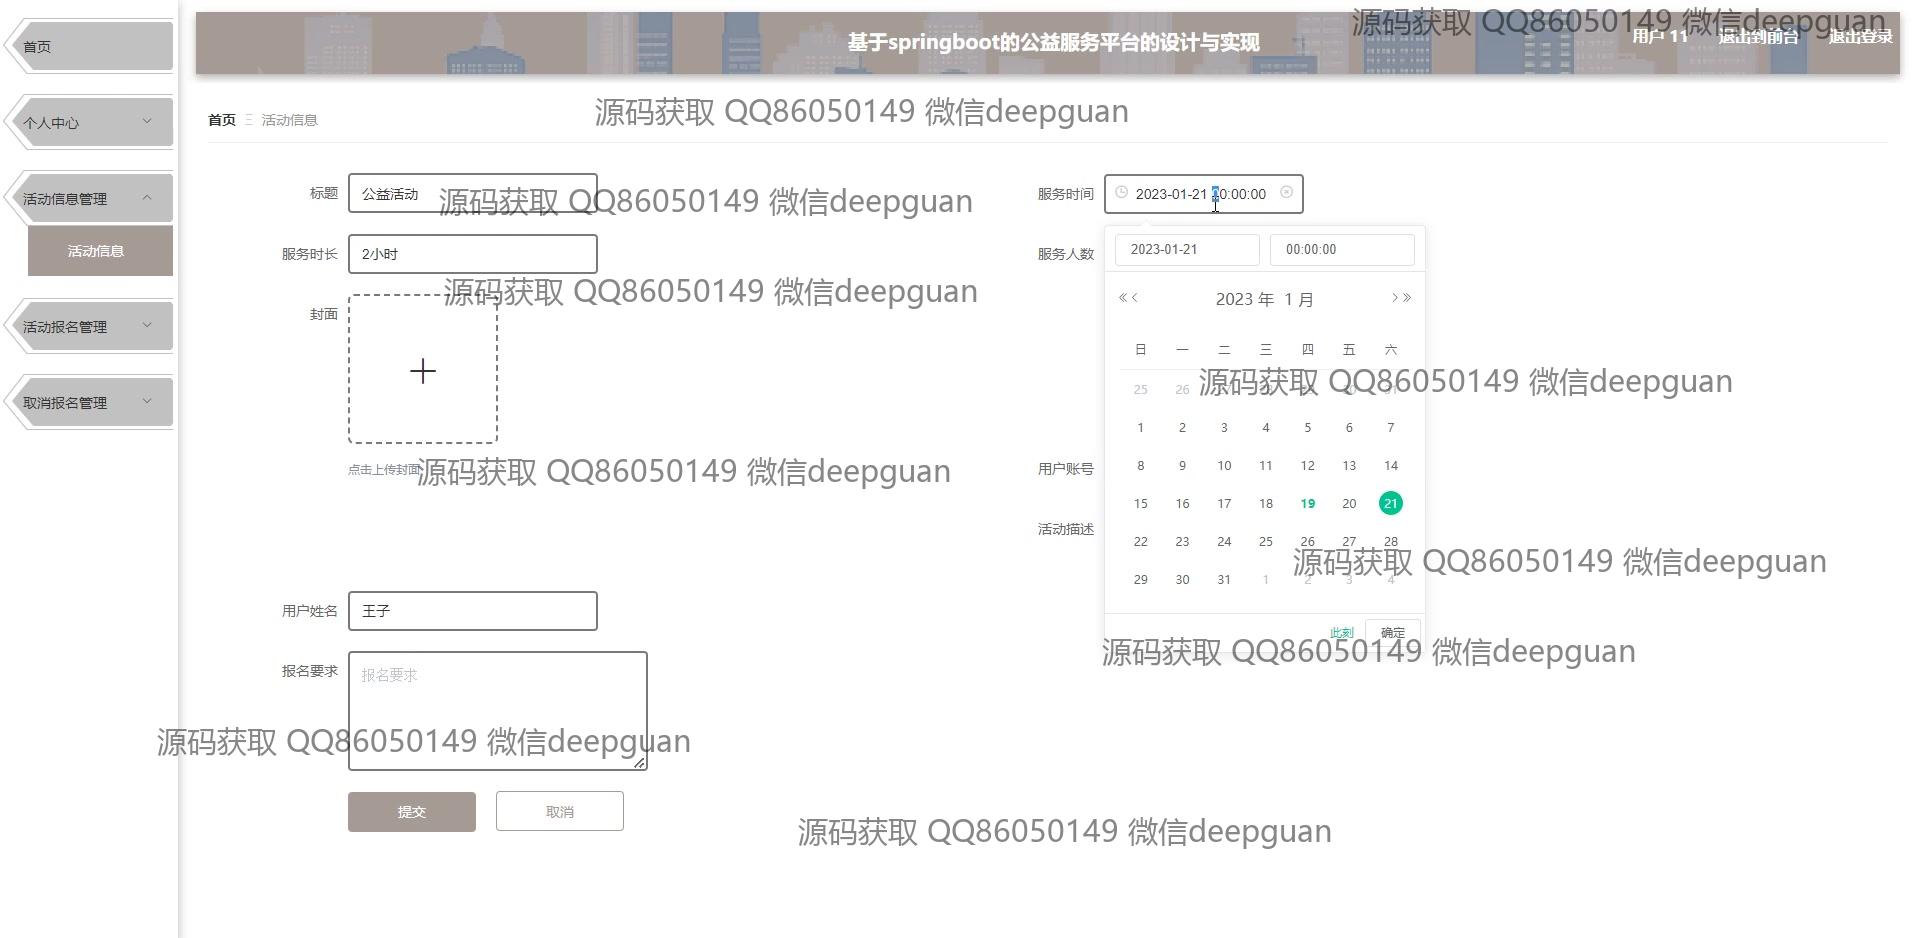 首页
个人中心
活动信息管理
活动信息
活动报名管理
取消报名管理
基于springboot的公益服务平台的设计与实现
用户 11
退出到前台
退出登录
源码获取 QQ86050149 微信deepguan
首页
活动信息
源码获取 QQ86050149 微信deepguan
标题
公益活动
源码获取 QQ86050149 微信deepguan
服务时间
2023-01-21 00:00:00
服务时长
2小时
服务人数
2023-01-21
00:00:00
源码获取 QQ86050149 微信deepguan
封面
2023 年 1 月
日 一 二 三 四 五 六
源码获取 QQ86050149 微信deepguan
25 26
1 2 3 4 5 6 7
8 9 10 11 12 13 14
15 16 17 18 19 20 21
22 23 24 25 26 27 28
29 30 31 1 2 3 4
点击上传封面
源码获取 QQ86050149 微信deepguan
用户账号
活动描述
源码获取 QQ86050149 微信deepguan
此刻
确定
用户姓名
王子
源码获取 QQ86050149 微信deepguan
报名要求
报名要求
源码获取 QQ86050149 微信deepguan
提交
取消
源码获取 QQ86050149 微信deepguan